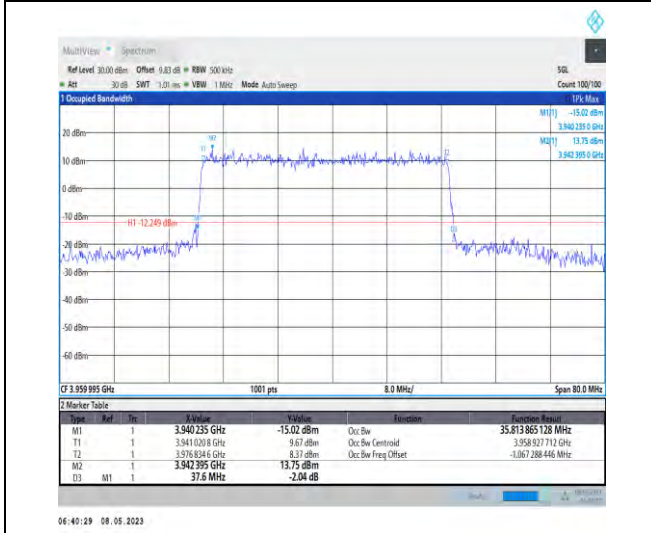 MultiView Spectrum
Ref Level 30.00 dBm Offset 9.83 dB RBW 500 kHz SGL
Att 30 dB SWT 1.01 ms VBW 1 MHz Mode Auto Sweep Count 100/100
1 Occupied Bandwidth 1Pk Max
M1[1] -15.02 dBm
3.940 235 0 GHz
M2[1] 13.75 dBm
3.942 395 0 GHz
20 dBm
M2
T1
T2
10 dBm
0 dBm
-10 dBm
H1 -12.249 dBm
D3
-20 dBm
-30 dBm
-40 dBm
-50 dBm
-60 dBm
CF 3.959 995 GHz 1001 pts 8.0 MHz/ Span 80.0 MHz
2 Marker Table
Type Ref Trc X-Value Y-Value Function Function Result
M1 1 3.940 235 GHz -15.02 dBm Occ Bw 35.813 865 128 MHz
T1 1 3.941 020 8 GHz 9.67 dBm Occ Bw Centroid 3.958 927 712 GHz
T2 1 3.976 834 6 GHz 8.37 dBm Occ Bw Freq Offset -1.067 288 446 MHz
M2 1 3.942 395 GHz 13.75 dBm
D3 M1 1 37.6 MHz -2.04 dB
06:40:29 08.05.2023